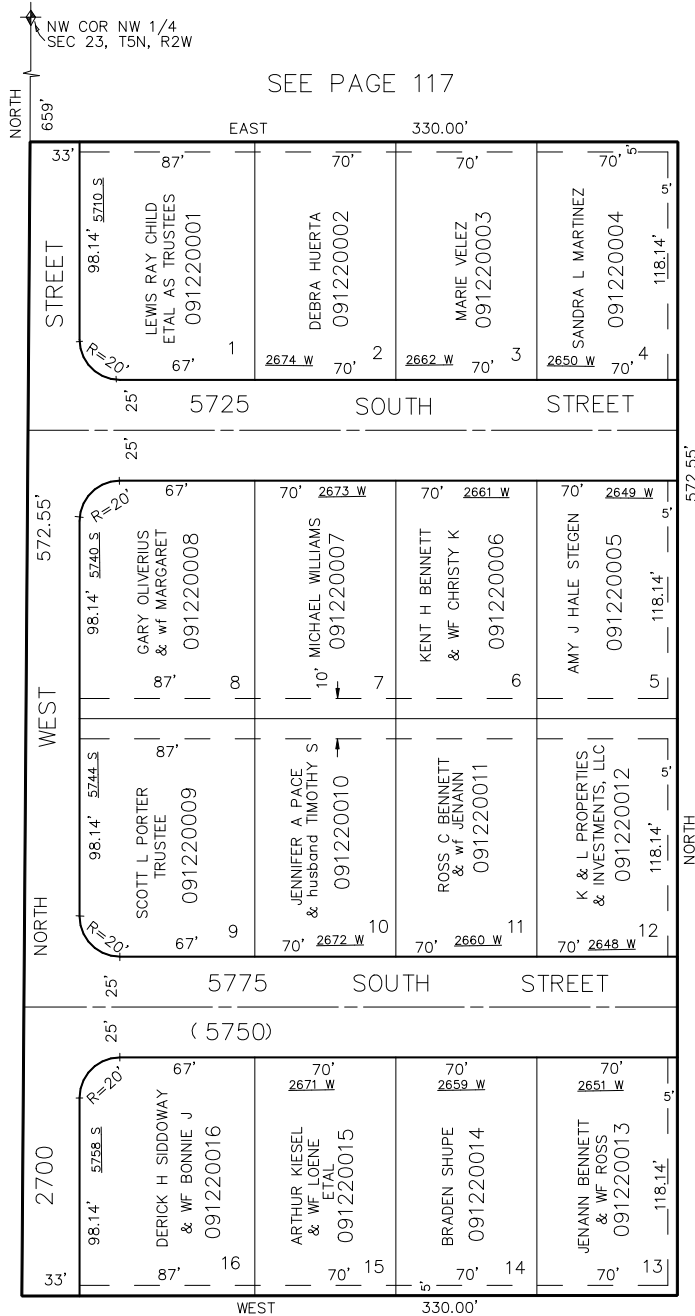 NW COR NW 1/4
SEC 23, T5N, R2W
NORTH
659'
SEE PAGE 117
EAST 330.00'
33'
87'
70'
70'
70'
5'
5'
STREET
98.14'
5710 S
LEWIS RAY CHILD
ETAL AS TRUSTEES
091220001
DEBRA HUERTA
091220002
MARIE VELEZ
091220003
SANDRA L MARTINEZ
091220004
118.14'
R=20'
67'
1
2674 W
70'
2
2662 W
70'
3
2650 W
70'
4
25'
5725 SOUTH STREET
25'
572.55'
572.55'
R=20'
67'
70'
2673 W
70'
2661 W
70'
2649 W
5'
98.14'
5740 S
GARY OLIVERIUS
& wf MARGARET
091220008
MICHAEL WILLIAMS
091220007
KENT H BENNETT
& WF CHRISTY K
091220006
AMY J HALE STEGEN
091220005
118.14'
87'
8
10'
7
6
5
WEST
87'
98.14'
5744 S
SCOTT L PORTER
TRUSTEE
091220009
JENNIFER A PACE
& husband TIMOTHY S
091220010
ROSS C BENNETT
& wf JENANN
091220011
K & L PROPERTIES
& INVESTMENTS, LLC
091220012
5'
118.14'
NORTH
NORTH
R=20'
67'
9
70'
2672 W
10
70'
2660 W
11
70'
2648 W
12
25'
5775 SOUTH STREET
25'
(5750)
R=20'
67'
70'
2671 W
70'
2659 W
70'
2651 W
5'
2700
98.14'
5758 S
DERICK H SIDDOWAY
& WF BONNIE J
091220016
ARTHUR KIESEL
& WF LOENE
ETAL
091220015
BRADEN SHUPE
091220014
JENANN BENNETT
& WF ROSS
091220013
118.14'
33'
87'
16
70'
15
5'
70'
14
70'
13
WEST 330.00'